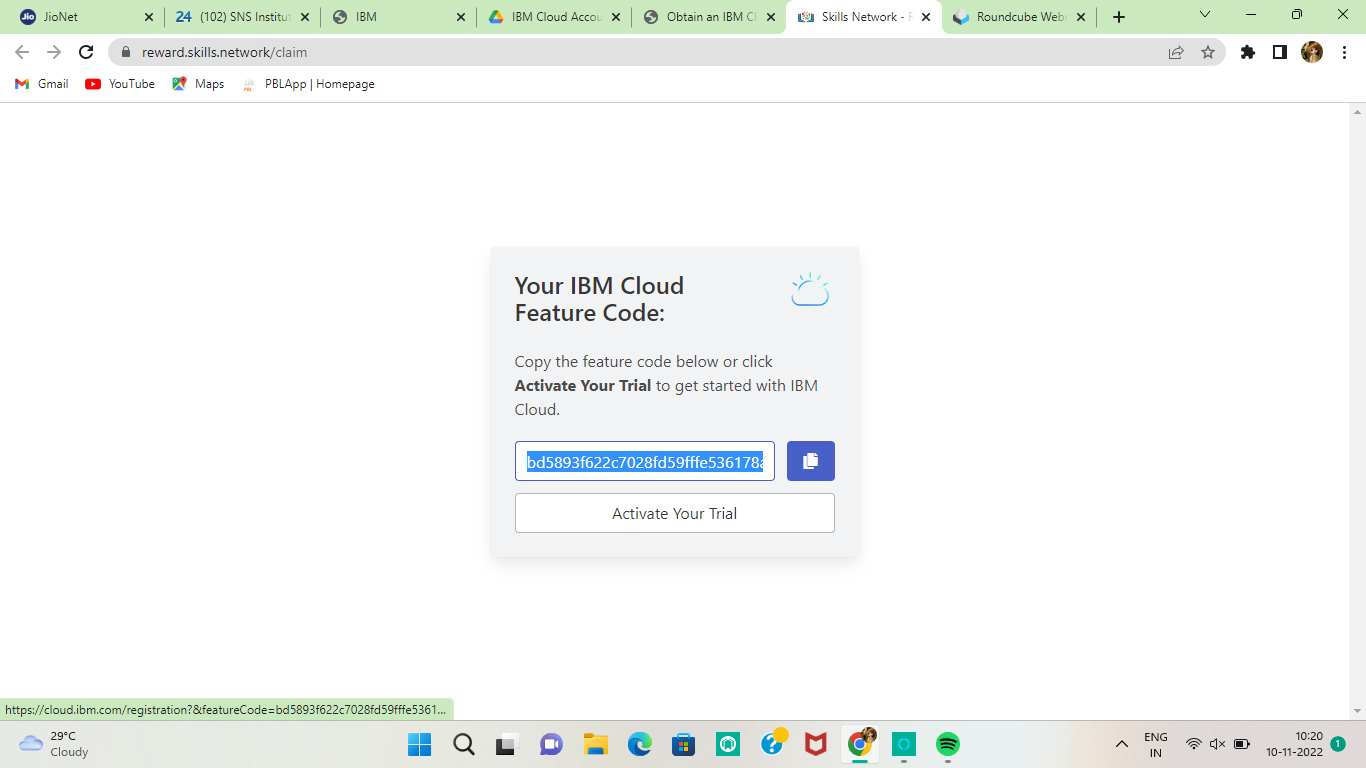 JioNet
24 (102) SNS Institut
IBM
IBM Cloud Accou
Obtain an IBM Cl
Skills Network - R
Roundcube Web
reward.skills.network/claim
Gmail
YouTube
Maps
PBLApp | Homepage
Your IBM Cloud
Feature Code:
Copy the feature code below or click
Activate Your Trial to get started with IBM
Cloud.
bd5893f622c7028fd59fffe536178a
Activate Your Trial
https://cloud.ibm.com/registration?&featureCode=bd5893f622c7028fd59fffe5361...
29°C
Cloudy
ENG
IN
10:20
10-11-2022
1